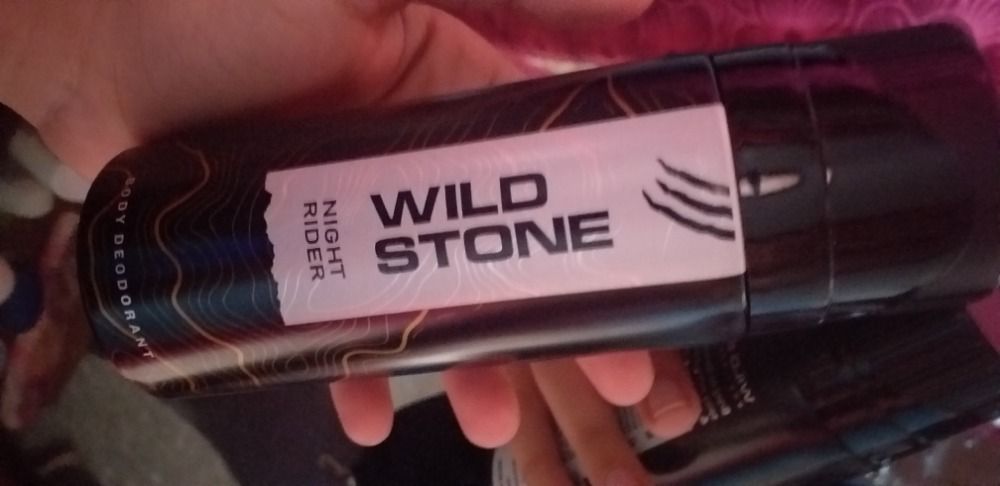 WILD
STONE
NIGHT
RIDER
BODY DEODORANT